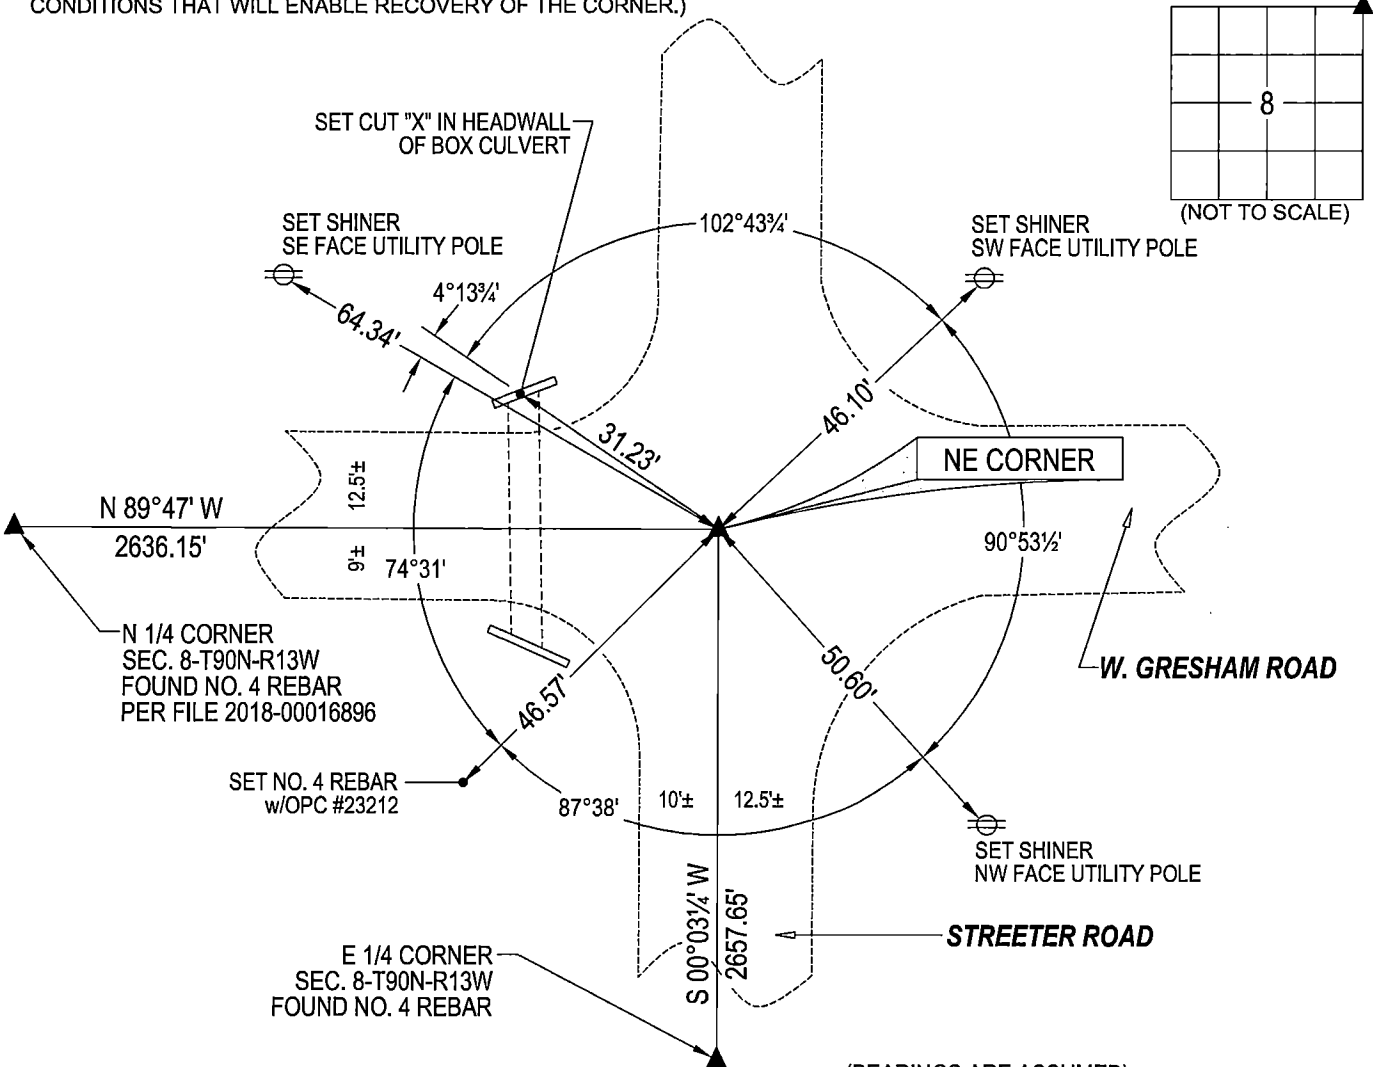 CONDITIONS THAT WILL ENABLE RECOVERY OF THE CORNER.)
8
(NOT TO SCALE)
SET CUT "X" IN HEADWALL
OF BOX CULVERT
SET SHINER
SE FACE UTILITY POLE
102°43¾'
SET SHINER
SW FACE UTILITY POLE
4°13¾'
64.34'
46.10'
31.23'
NE CORNER
12.5'±
N 89°47' W
2636.15'
9'±
74°31'
90°53½'
N 1/4 CORNER
SEC. 8-T90N-R13W
FOUND NO. 4 REBAR
PER FILE 2018-00016896
46.57'
50.60'
W. GRESHAM ROAD
SET NO. 4 REBAR
w/OPC #23212
87°38'
10'±
12.5'±
SET SHINER
NW FACE UTILITY POLE
S 00°03¼' W
2657.65'
STREETER ROAD
E 1/4 CORNER
SEC. 8-T90N-R13W
FOUND NO. 4 REBAR
(BEARINGS ARE ASSUMED)